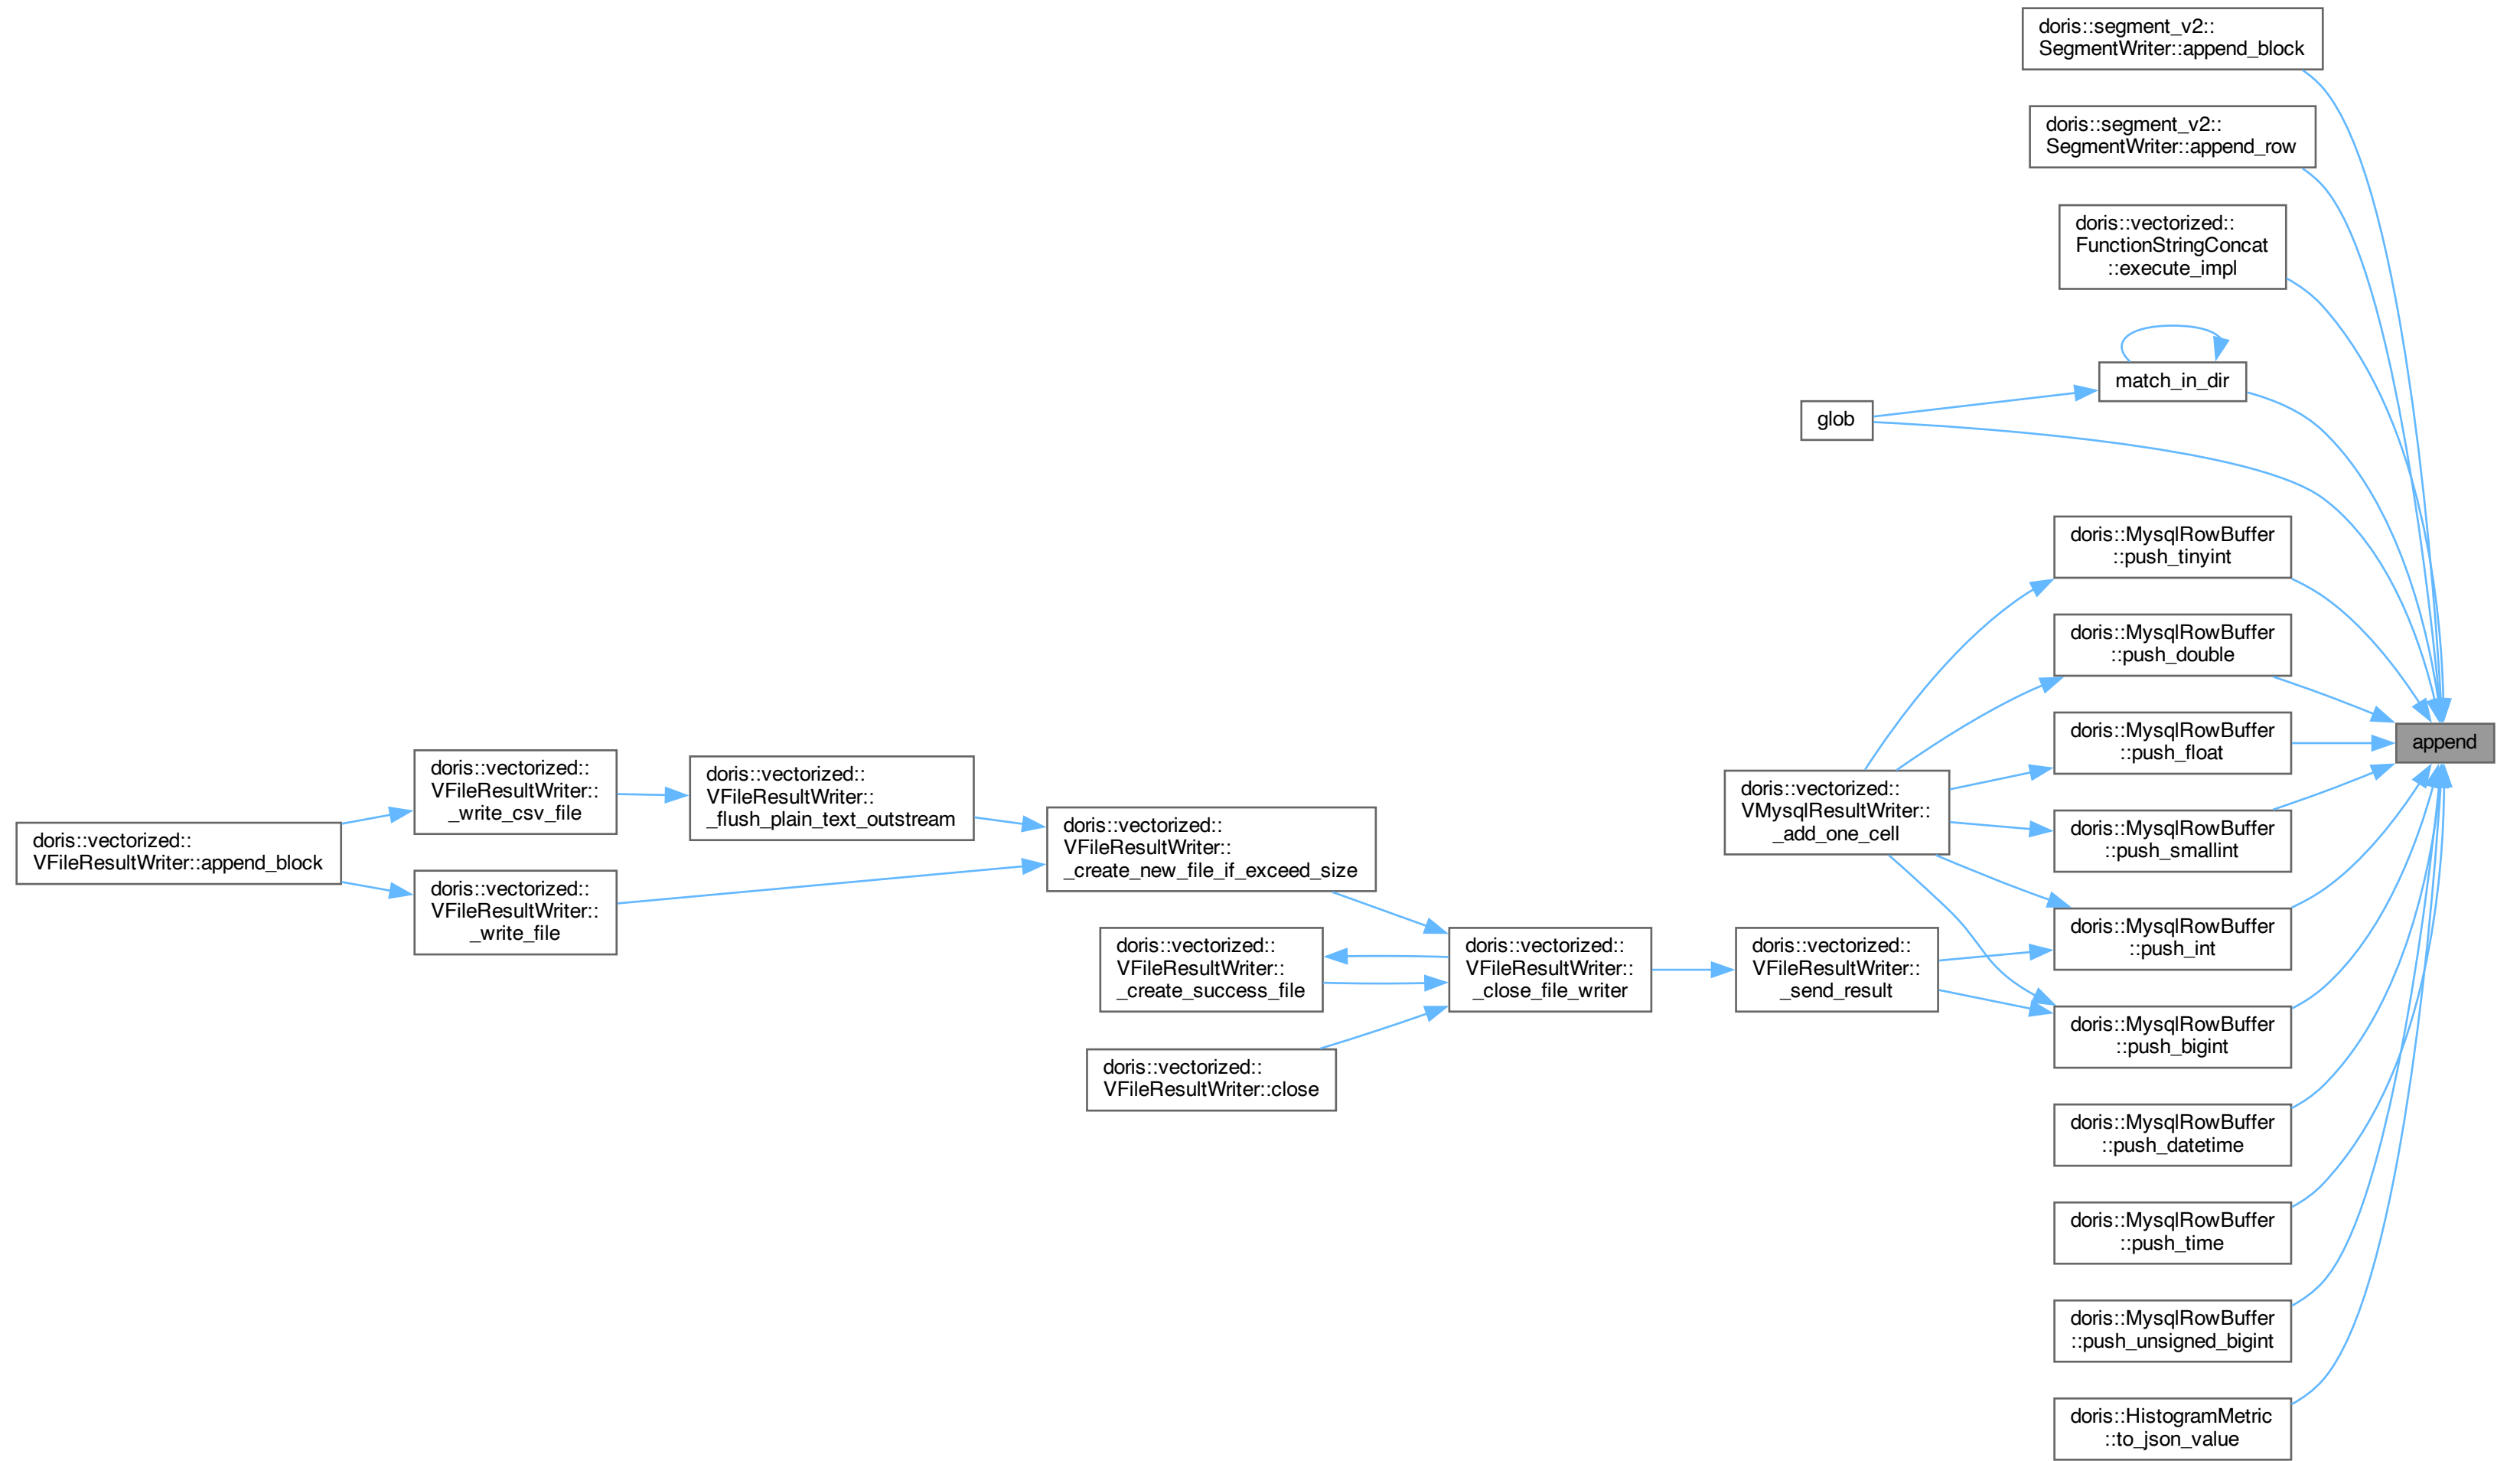 doris::segment_v2::
SegmentWriter::append_block
doris::segment_v2::
SegmentWriter::append_row
doris::vectorized::
FunctionStringConcat
::execute_impl
match_in_dir
glob
doris::MysqlRowBuffer
::push_tinyint
doris::MysqlRowBuffer
::push_double
doris::MysqlRowBuffer
::push_float
append
doris::vectorized::
VMysqlResultWriter::
_add_one_cell
doris::MysqlRowBuffer
::push_smallint
doris::vectorized::
VFileResultWriter::
_write_csv_file
doris::vectorized::
VFileResultWriter::
_flush_plain_text_outstream
doris::vectorized::
VFileResultWriter::
_create_new_file_if_exceed_size
doris::vectorized::
VFileResultWriter::append_block
doris::vectorized::
VFileResultWriter::
_write_file
doris::vectorized::
VFileResultWriter::
_create_success_file
doris::vectorized::
VFileResultWriter::
_close_file_writer
doris::vectorized::
VFileResultWriter::
_send_result
doris::MysqlRowBuffer
::push_int
doris::MysqlRowBuffer
::push_bigint
doris::vectorized::
VFileResultWriter::close
doris::MysqlRowBuffer
::push_datetime
doris::MysqlRowBuffer
::push_time
doris::MysqlRowBuffer
::push_unsigned_bigint
doris::HistogramMetric
::to_json_value